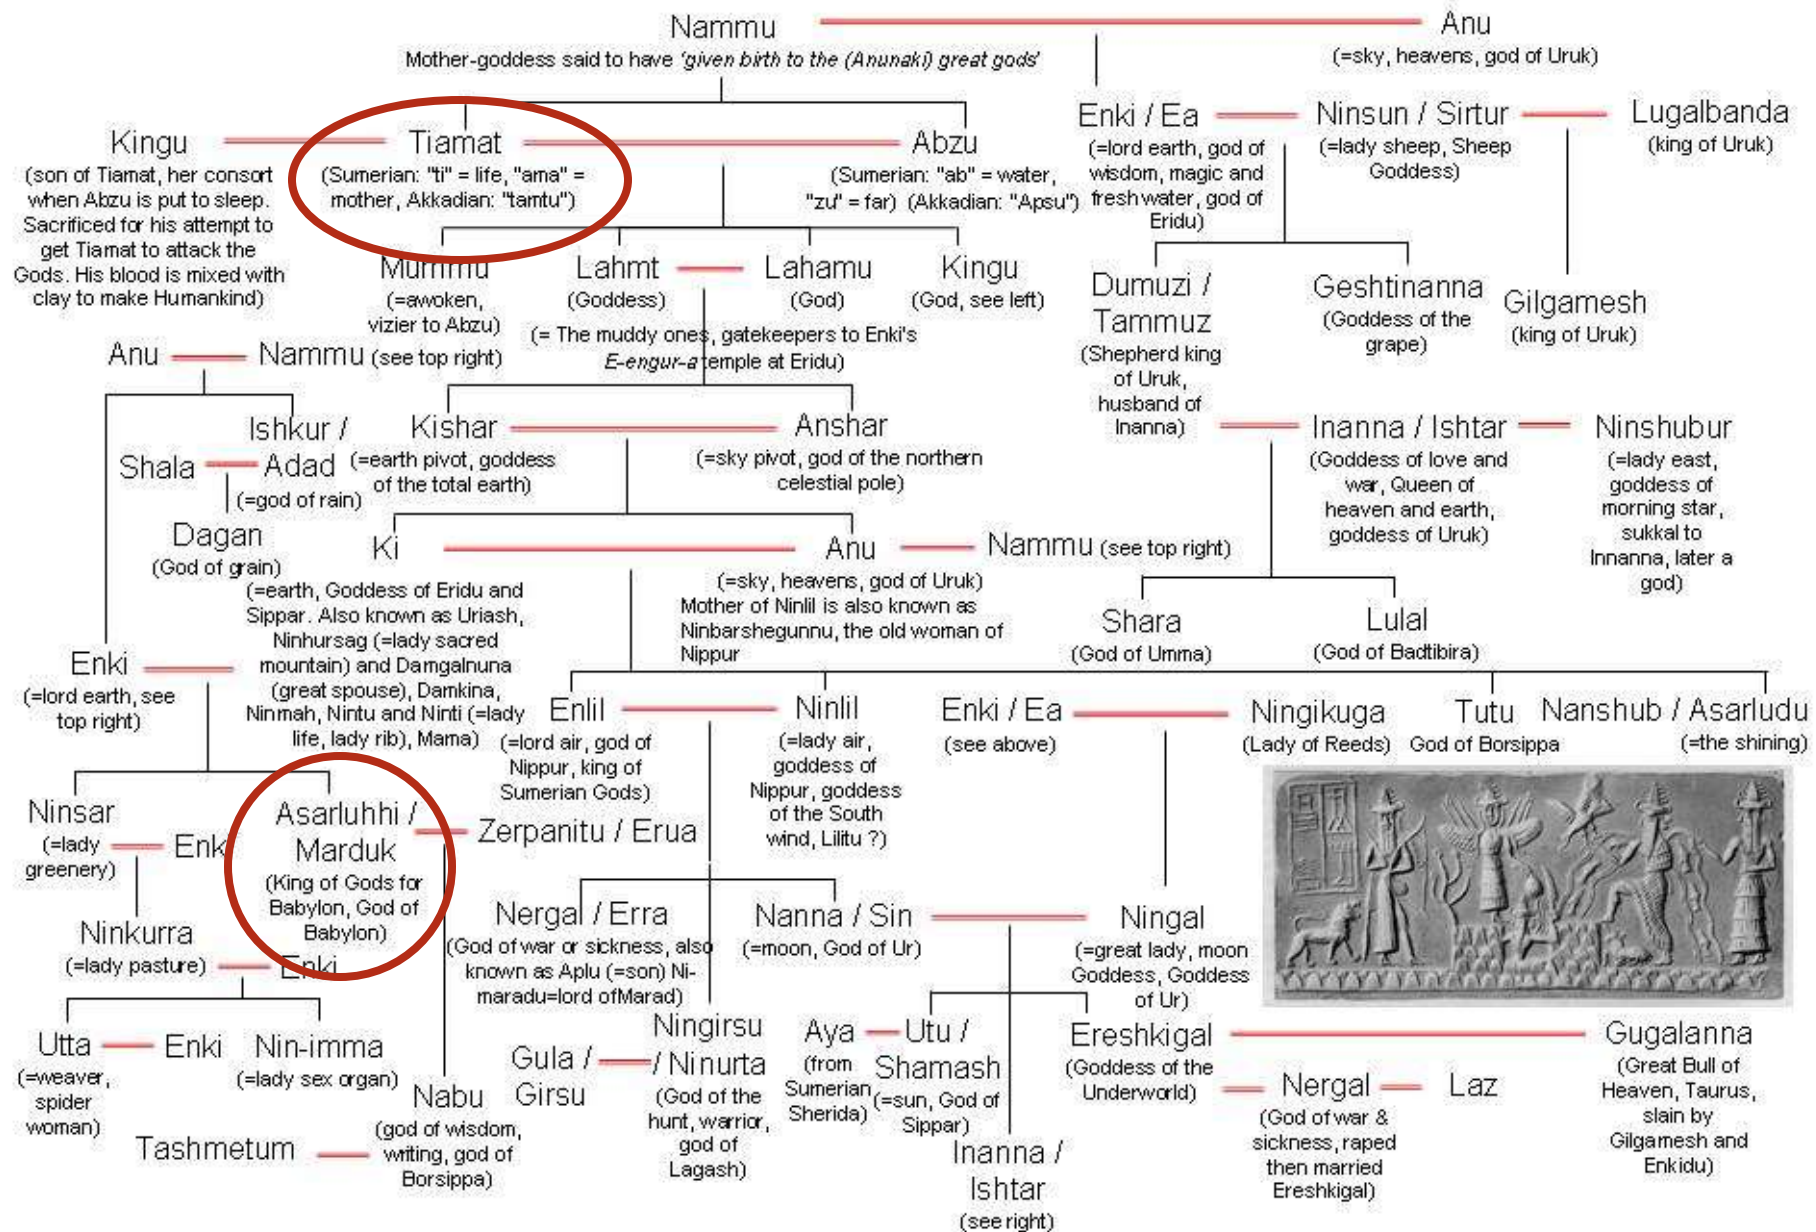 Nammu
Mother-goddess said to have 'given birth to the (Anunaki) great gods'
Anu
(=sky, heavens, god of Uruk)
Kingu
(son of Tiamat, her consort
when Abzu is put to sleep.
Sacrificed for his attempt to
get Tiamat to attack the
Gods. His blood is mixed with
clay to make Humankind)
Tiamat
(Sumerian: "ti" = life, "ama" =
mother, Akkadian: "tamtu")
Abzu
(Sumerian: "ab" = water,
"zu" = far) (Akkadian: "Apsu")
Enki / Ea
(=lord earth, god of
wisdom, magic and
fresh water, god of
Eridu)
Ninsun / Sirtur
(=lady sheep, Sheep
Goddess)
Lugalbanda
(king of Uruk)
Mummu
(=awoken,
vizier to Abzu)
Lahmt
(Goddess)
Lahamu
(God)
Kingu
(God, see left)
(= The muddy ones, gatekeepers to Enki's
E-engur-a temple at Eridu)
Dumuzi /
Tammuz
(Shepherd king
of Uruk,
husband of
Inanna)
Geshtinanna
(Goddess of the
grape)
Gilgamesh
(king of Uruk)
Anu
Nammu (see top right)
Ishkur /
Adad
(=god of rain)
Shala
Dagan
(God of grain)
Kishar
(=earth pivot, goddess
of the total earth)
Anshar
(=sky pivot, god of the northern
celestial pole)
Inanna / Ishtar
(Goddess of love and
war, Queen of
heaven and earth,
goddess of Uruk)
Ninshubur
(=lady east,
goddess of
morning star,
sukkal to
Innanna, later a
god)
Ki
(=earth, Goddess of Eridu and
Sippar. Also known as Uriash,
Ninhursag (=lady sacred
mountain) and Damgalnuna
(great spouse), Damkina,
Ninmah, Nintu and Ninti (=lady
life, lady rib), Mama)
Anu
(=sky, heavens, god of Uruk)
Mother of Ninlil is also known as
Ninbarshegunnu, the old woman of
Nippur
Nammu (see top right)
Shara
(God of Umma)
Lulal
(God of Badtibira)
Enki
(=lord earth, see
top right)
Enlil
(=lord air, god of
Nippur, king of
Sumerian Gods)
Ninlil
(=lady air,
goddess of
Nippur, goddess
of the South
wind, Lilitu ?)
Enki / Ea
(see above)
Ningikuga
(Lady of Reeds)
Tutu
God of Borsippa
Nanshub / Asarludu
(=the shining)
Ninsar
(=lady
greenery)
Enk
Asarluhhi /
Marduk
(King of Gods for
Babylon, God of
Babylon)
Zerpanitu / Erua
Ninkurra
(=lady pasture)
Enki
Nergal / Erra
(God of war or sickness, also
known as Aplu (=son) Ni-
maradu=lord of Marad)
Nanna / Sin
(=moon, God of Ur)
Ningal
(=great lady, moon
Goddess, Goddess
of Ur)
Utta
(=weaver,
spider
woman)
Enki
Nin-imma
(=lady sex organ)
Nabu
(god of wisdom,
writing, god of
Borsippa)
Tashmetum
Gula /
Girsu
Ningirsu
/ Ninurta
(God of the
hunt, warrior,
god of
Lagash)
Aya
(from
Sumerian
Sherida)
Utu /
Shamash
(=sun, God of
Sippar)
Inanna /
Ishtar
(see right)
Ereshkigal
(Goddess of the
Underworld)
Nergal
(God of war &
sickness, raped
then married
Ereshkigal)
Laz
Gugalanna
(Great Bull of
Heaven, Taurus,
slain by
Gilgamesh and
Enkidu)